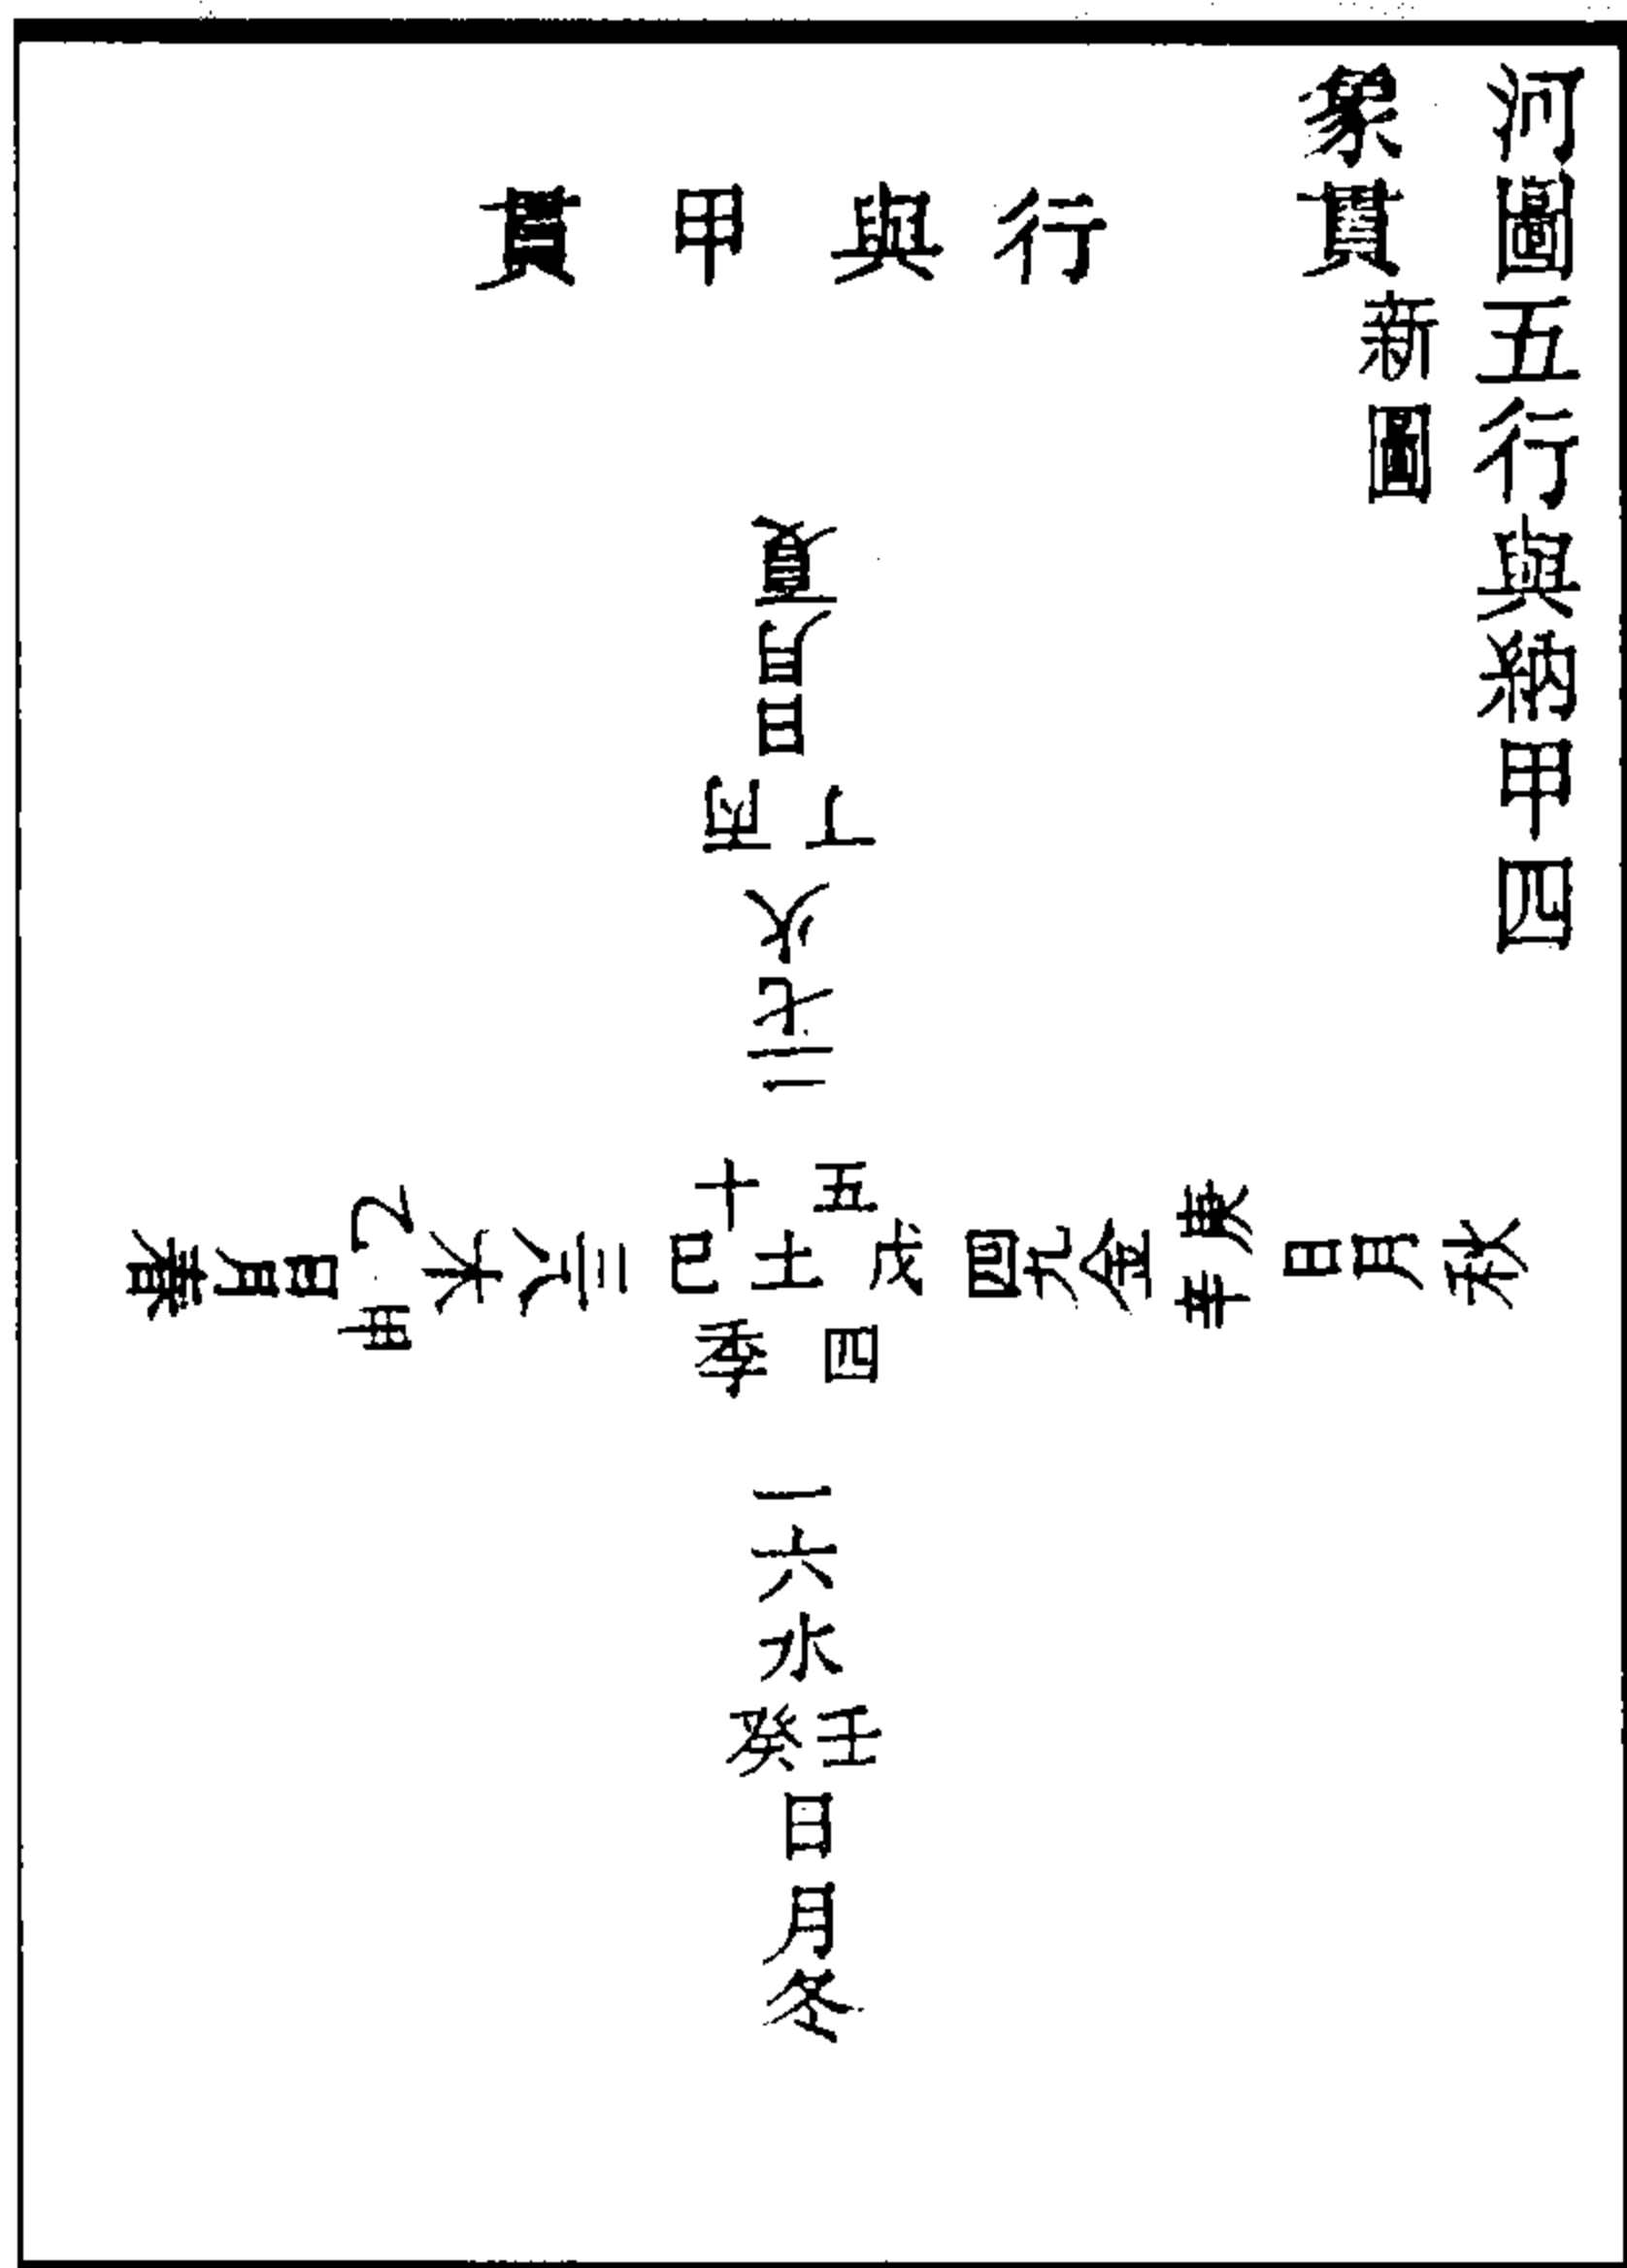 河圖五行與納甲四
象貫新圖
行與甲貫
二七火丙丁日月夏
三八木甲乙日月春
五十
戊土己
四季
四九金庚辛日月秋
一六水壬癸日月冬